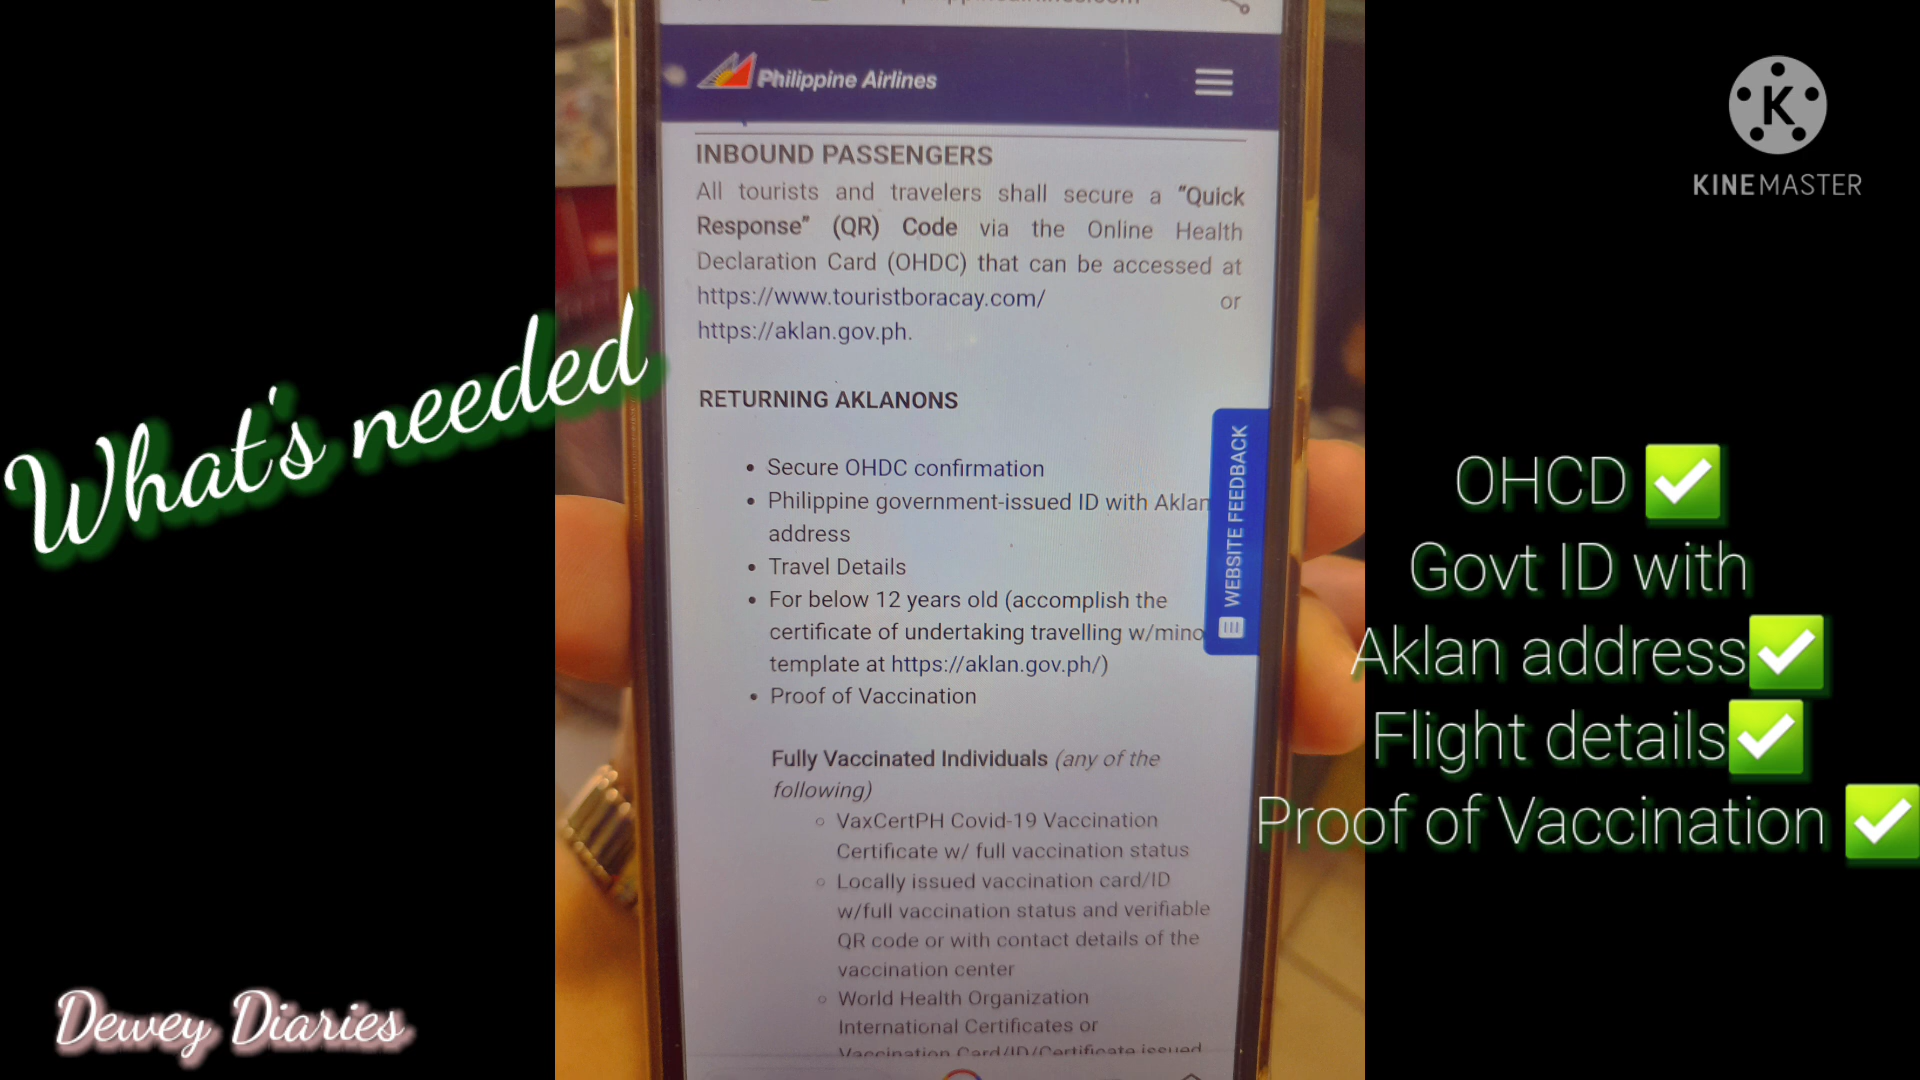 Philippine Airlines
INBOUND PASSENGERS
All tourists and travelers shall secure a "Quick
Response" (QR) Code via the Online Health
Declaration Card (OHDC) that can be accessed at
https://www.touristboracay.com/ or
https://aklan.gov.ph.
RETURNING AKLANONS
• Secure OHDC confirmation
• Philippine government-issued ID with Aklan
address
• Travel Details
• For below 12 years old (accomplish the
certificate of undertaking travelling w/mino
template at https://aklan.gov.ph/)
• Proof of Vaccination
Fully Vaccinated Individuals (any of the
following)
○ VaxCertPH Covid-19 Vaccination
Certificate w/ full vaccination status
○ Locally issued vaccination card/ID
w/full vaccination status and verifiable
QR code or with contact details of the
vaccination center
○ World Health Organization
International Certificates or
Vaccination Card/ID/Certificate issued
WEBSITE FEEDBACK
What's needed
Dewey Diaries
K
KINEMASTER
OHCD ✅
Govt ID with
Aklan address✅
Flight details✅
Proof of Vaccination ✅